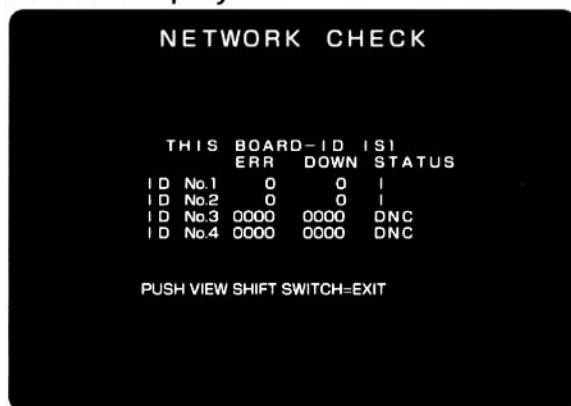 NETWORK CHECK
THIS BOARD-ID IS1
ERR DOWN STATUS
ID No.1 0 0 I
ID No.2 0 0 I
ID No.3 0000 0000 DNC
ID No.4 0000 0000 DNC
PUSH VIEW SHIFT SWITCH=EXIT